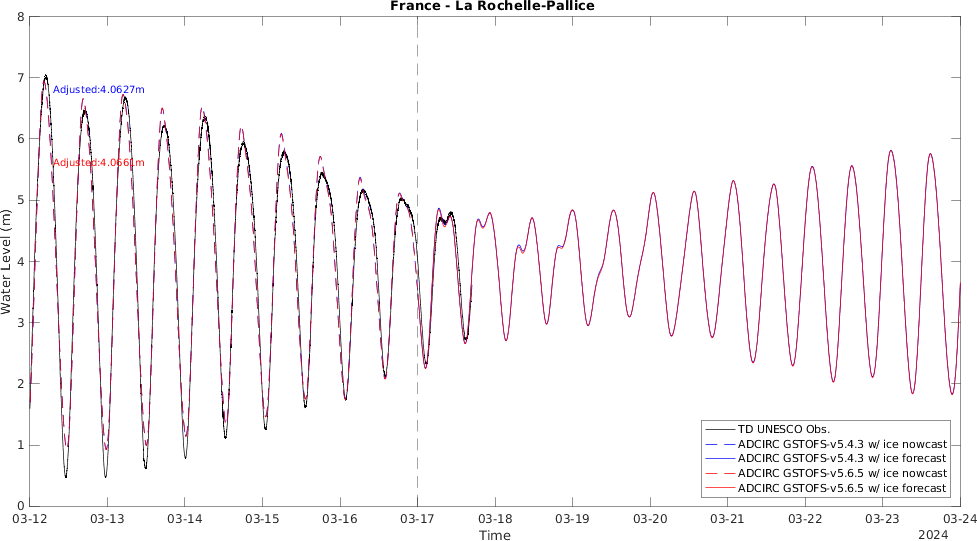 France - La Rochelle-Pallice
8
7
6
5
4
3
2
1
0
Water Level (m)
Adjusted:4.0627m
Adjusted:4.0661m
TD UNESCO Obs.
ADCIRC GSTOFS-v5.4.3 w/ ice nowcast
ADCIRC GSTOFS-v5.4.3 w/ ice forecast
ADCIRC GSTOFS-v5.6.5 w/ ice nowcast
ADCIRC GSTOFS-v5.6.5 w/ ice forecast
03-12 03-13 03-14 03-15 03-16 03-17 03-18 03-19 03-20 03-21 03-22 03-23 03-24
Time
2024